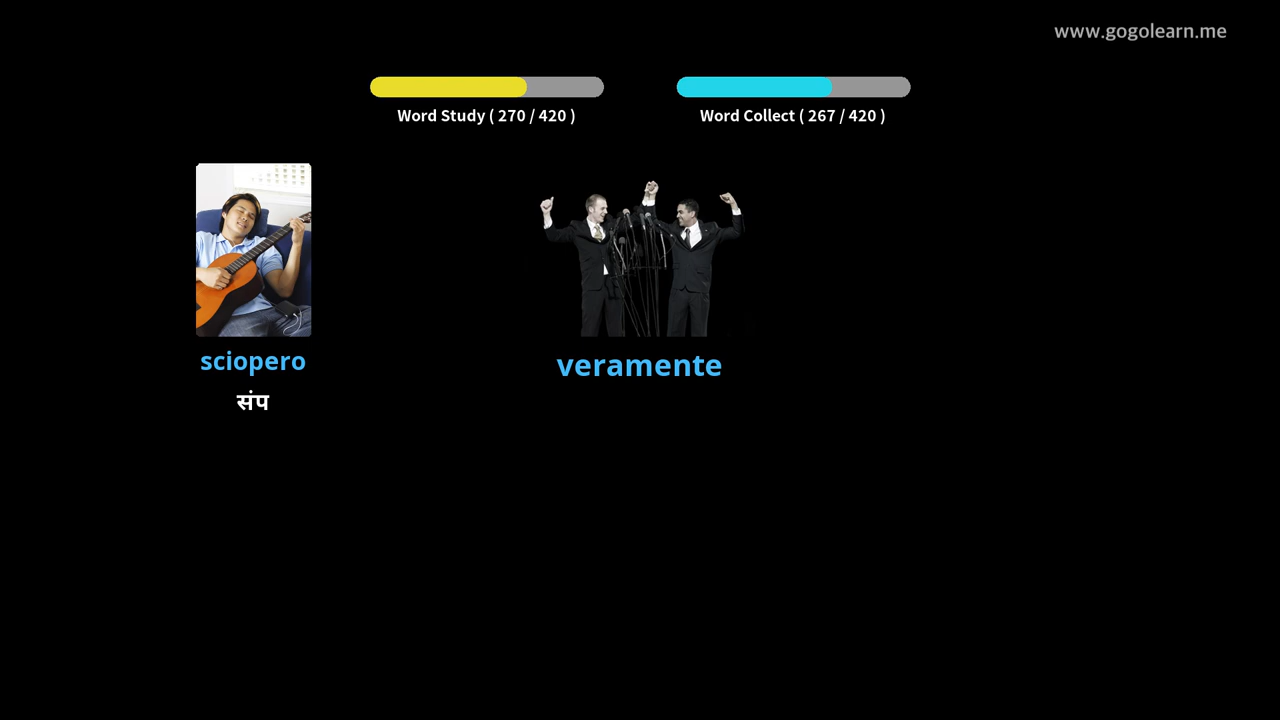 www.gogolearn.me
Word Study ( 270 / 420 )
Word Collect ( 267 / 420 )
sciopero
संप
veramente